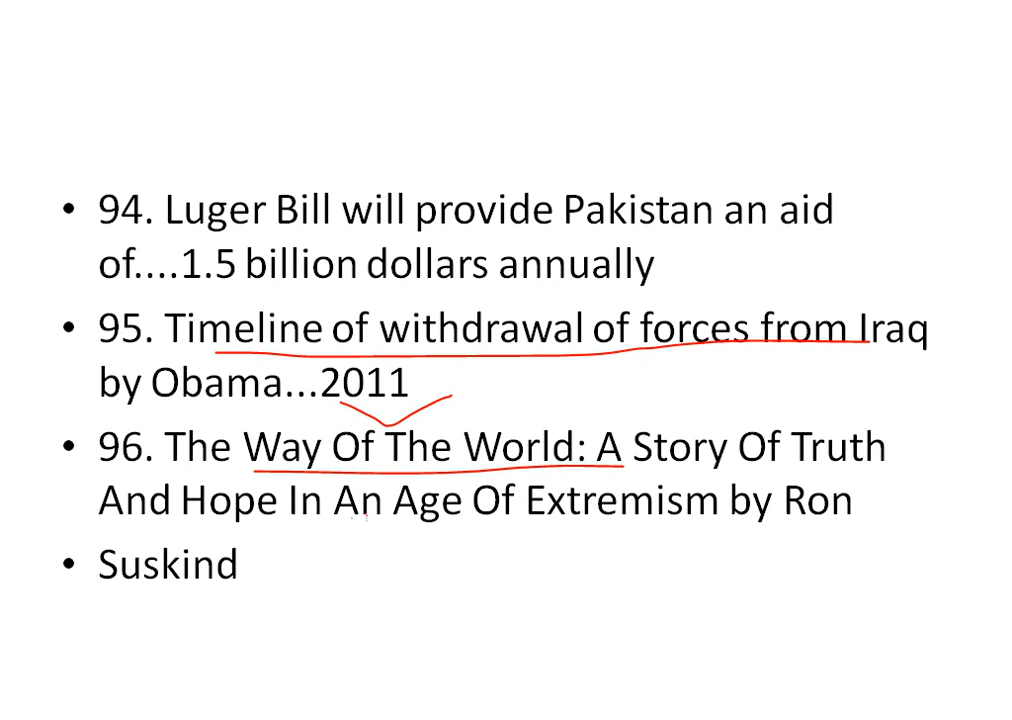 • 94. Luger Bill will provide Pakistan an aid
of....1.5 billion dollars annually
• 95. Timeline of withdrawal of forces from Iraq
by Obama...2011
• 96. The Way Of The World: A Story Of Truth
And Hope In An Age Of Extremism by Ron
• Suskind